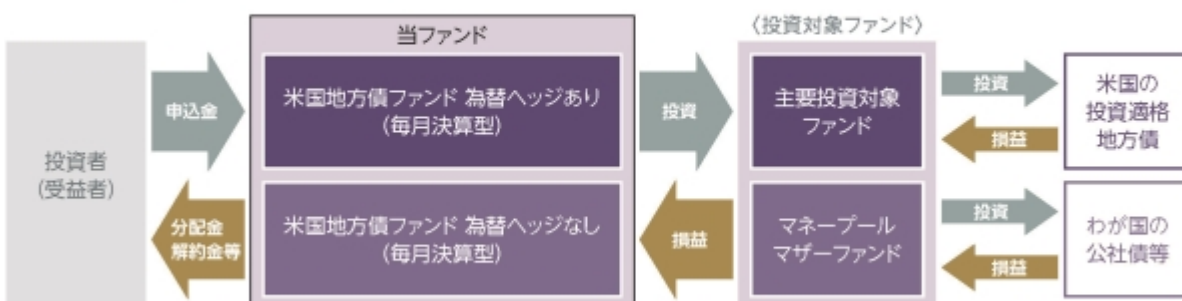 投資者
(受益者)
申込金
分配金
解約金等
当ファンド
米国地方債ファンド 為替ヘッジあり
(毎月決算型)
米国地方債ファンド 為替ヘッジなし
(毎月決算型)
投資
損益
〈投資対象ファンド〉
主要投資対象
ファンド
マネープール
マザーファンド
投資
損益
投資
損益
米国の
投資適格
地方債
わが国の
公社債等